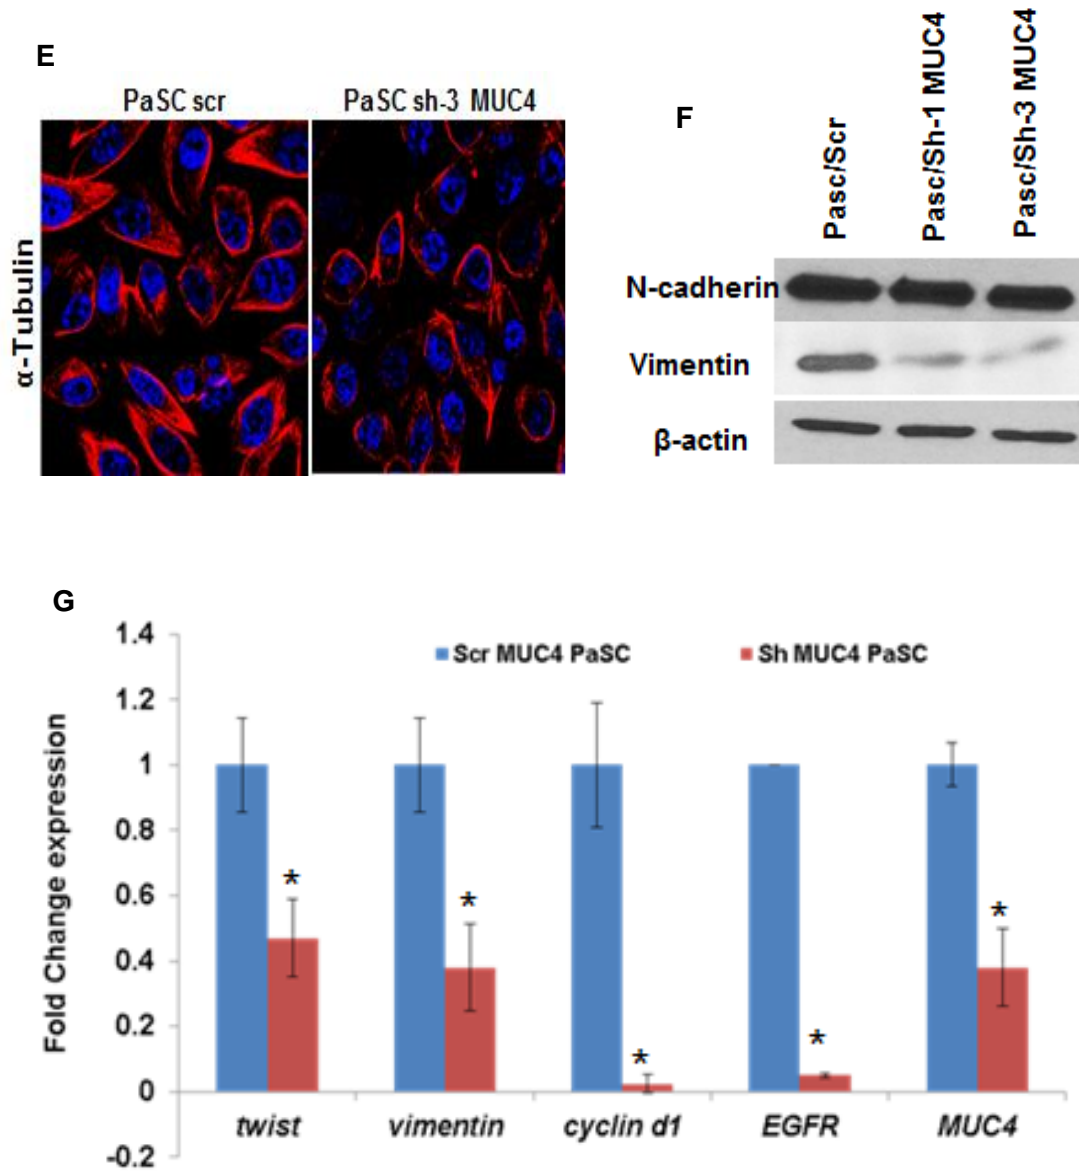 E
PaSC scr
PaSC sh-3 MUC4
α-Tubulin
F
Pasc/Scr
Pasc/Sh-1 MUC4
Pasc/Sh-3 MUC4
N-cadherin
Vimentin
β-actin
G
Scr MUC4 PaSC
Sh MUC4 PaSC
Fold Change expression
1.4
1.2
1
0.8
0.6
0.4
0.2
0
-0.2
*
*
*
*
*
twist
vimentin
cyclin d1
EGFR
MUC4